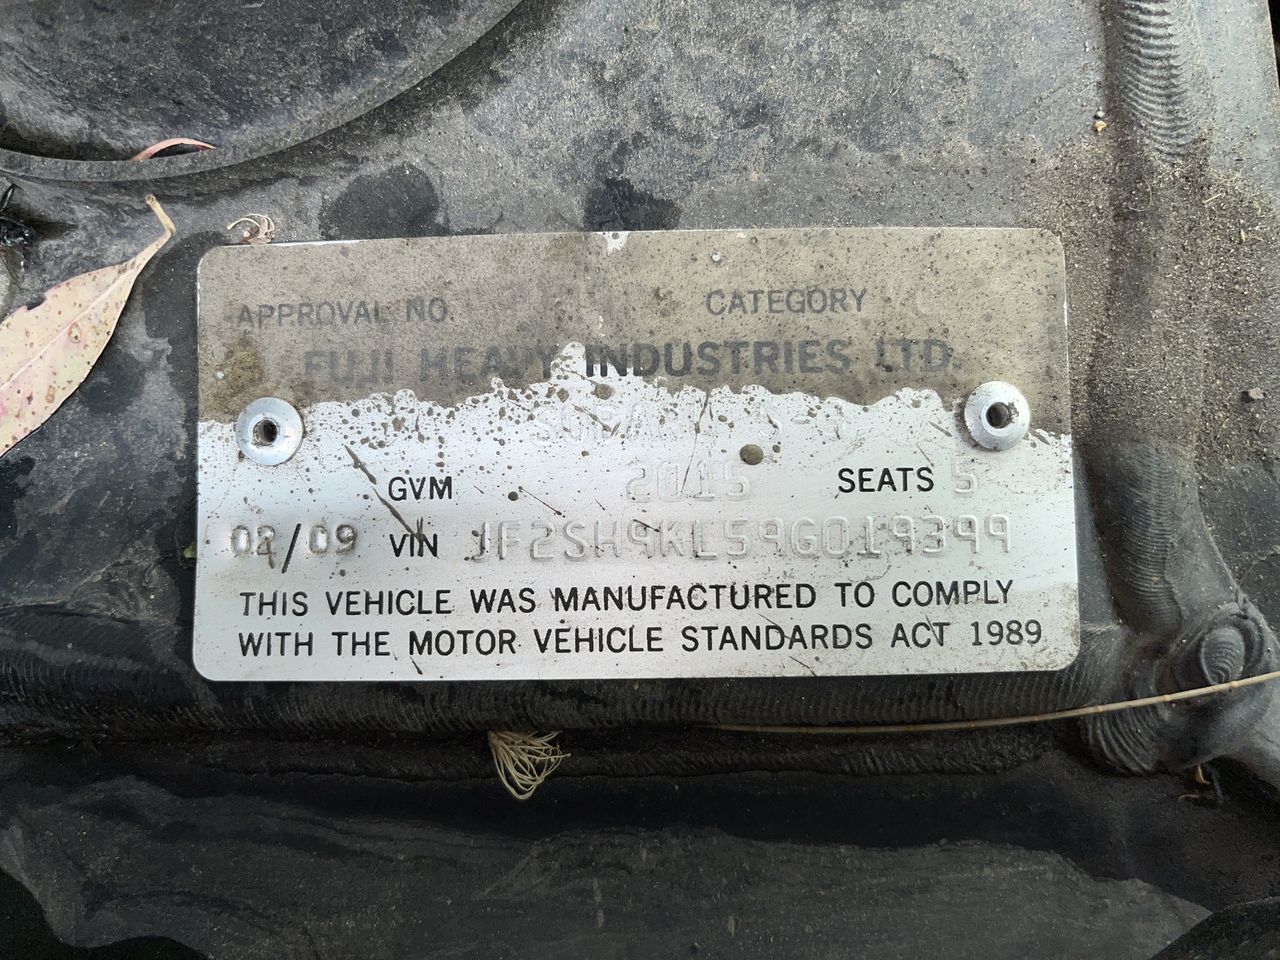 APPROVAL NO. CATEGORY
FUJI HEAVY INDUSTRIES LTD.
GVM 2015 SEATS 5
02/09 VIN JF2SH9KL59G019399
THIS VEHICLE WAS MANUFACTURED TO COMPLY
WITH THE MOTOR VEHICLE STANDARDS ACT 1989